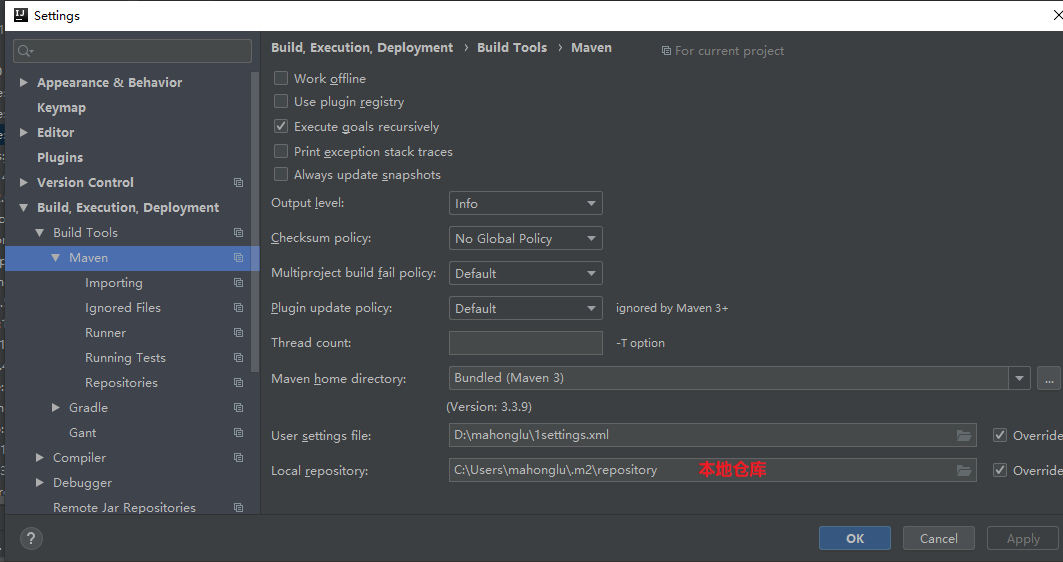 Settings
Appearance & Behavior
Keymap
Editor
Plugins
Version Control
Build, Execution, Deployment
Build Tools
Maven
Importing
Ignored Files
Runner
Running Tests
Repositories
Gradle
Gant
Compiler
Debugger
Remote Jar Repositories
Build, Execution, Deployment › Build Tools › Maven
For current project
Work offline
Use plugin registry
Execute goals recursively
Print exception stack traces
Always update snapshots
Output level: Info
Checksum policy: No Global Policy
Multiproject build fail policy: Default
Plugin update policy: Default ignored by Maven 3+
Thread count: -T option
Maven home directory: Bundled (Maven 3) ...
(Version: 3.3.9)
User settings file: D:\mahonglu\1settings.xml Override
Local repository: C:\Users\mahonglu\.m2\repository 本地仓库 Override
? OK Cancel Apply